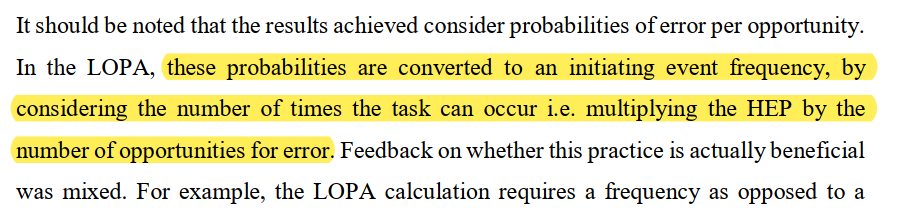 It should be noted that the results achieved consider probabilities of error per opportunity.
In the LOPA, these probabilities are converted to an initiating event frequency, by
considering the number of times the task can occur i.e. multiplying the HEP by the
number of opportunities for error. Feedback on whether this practice is actually beneficial
was mixed. For example, the LOPA calculation requires a frequency as opposed to a